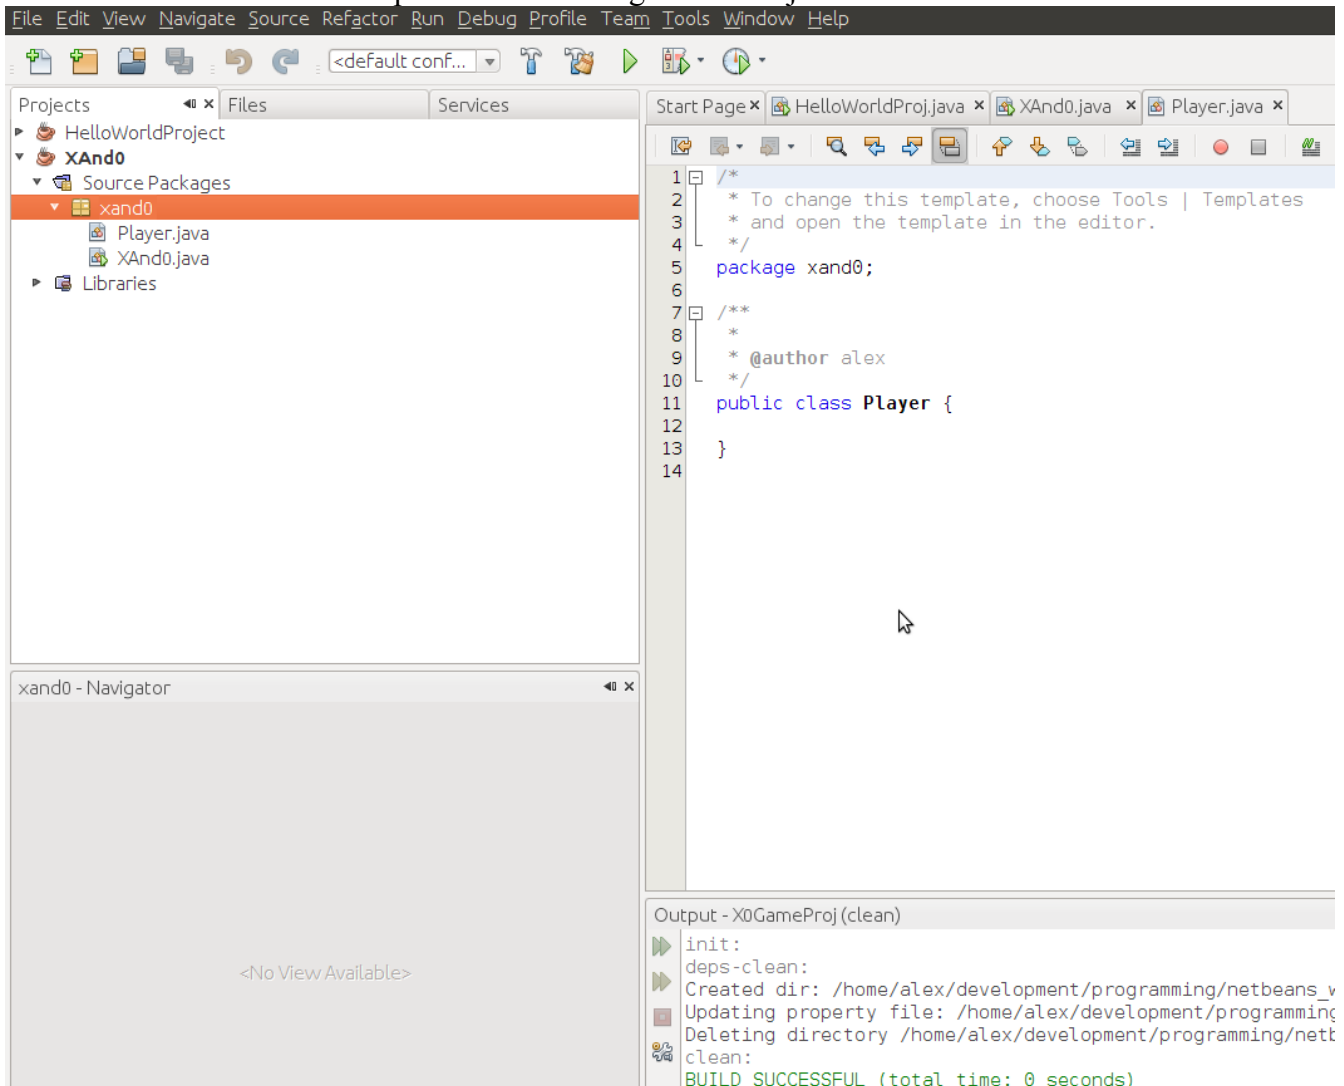 File Edit View Navigate Source Refactor Run Debug Profile Team Tools Window Help
<default conf...
Projects Files Services
HelloWorldProject
XAnd0
Source Packages
xand0
Player.java
XAnd0.java
Libraries
xand0 - Navigator
<No View Available>
Start Page HelloWorldProj.java XAnd0.java Player.java
1 /*
2 * To change this template, choose Tools | Templates
3 * and open the template in the editor.
4 */
5 package xand0;
6
7 /**
8 *
9 * @author alex
10 */
11 public class Player {
12
13 }
14
Output - X0GameProj (clean)
init:
deps-clean:
Created dir: /home/alex/development/programming/netbeans_w
Updating property file: /home/alex/development/programming
Deleting directory /home/alex/development/programming/netb
clean:
BUILD SUCCESSFUL (total time: 0 seconds)